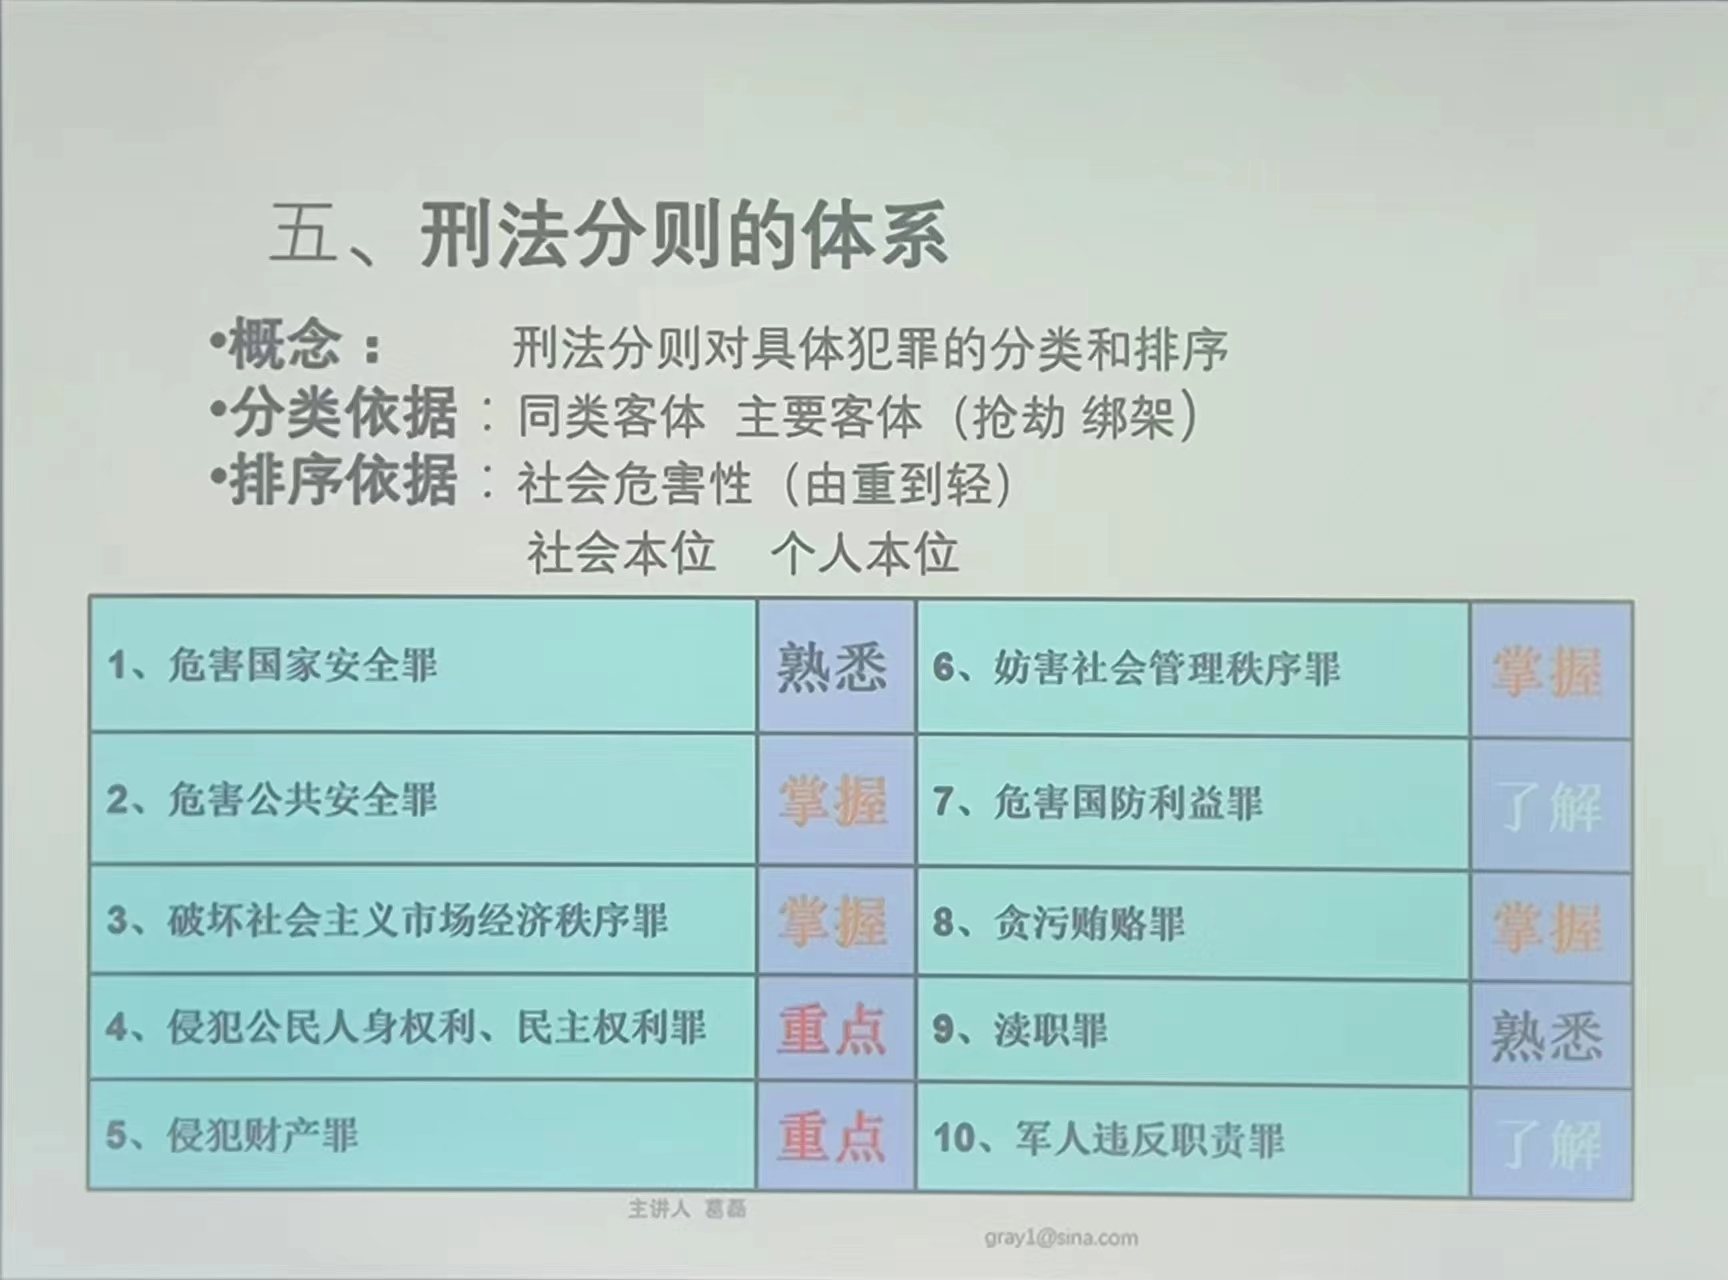 五、刑法分则的体系
•概念： 刑法分则对具体犯罪的分类和排序
•分类依据：同类客体 主要客体（抢劫 绑架）
•排序依据：社会危害性（由重到轻）
社会本位 个人本位
1、危害国家安全罪 熟悉 6、妨害社会管理秩序罪 掌握
2、危害公共安全罪 掌握 7、危害国防利益罪 了解
3、破坏社会主义市场经济秩序罪 掌握 8、贪污贿赂罪 掌握
4、侵犯公民人身权利、民主权利罪 重点 9、渎职罪 熟悉
5、侵犯财产罪 重点 10、军人违反职责罪 了解
主讲人 葛磊
gray1@sina.com